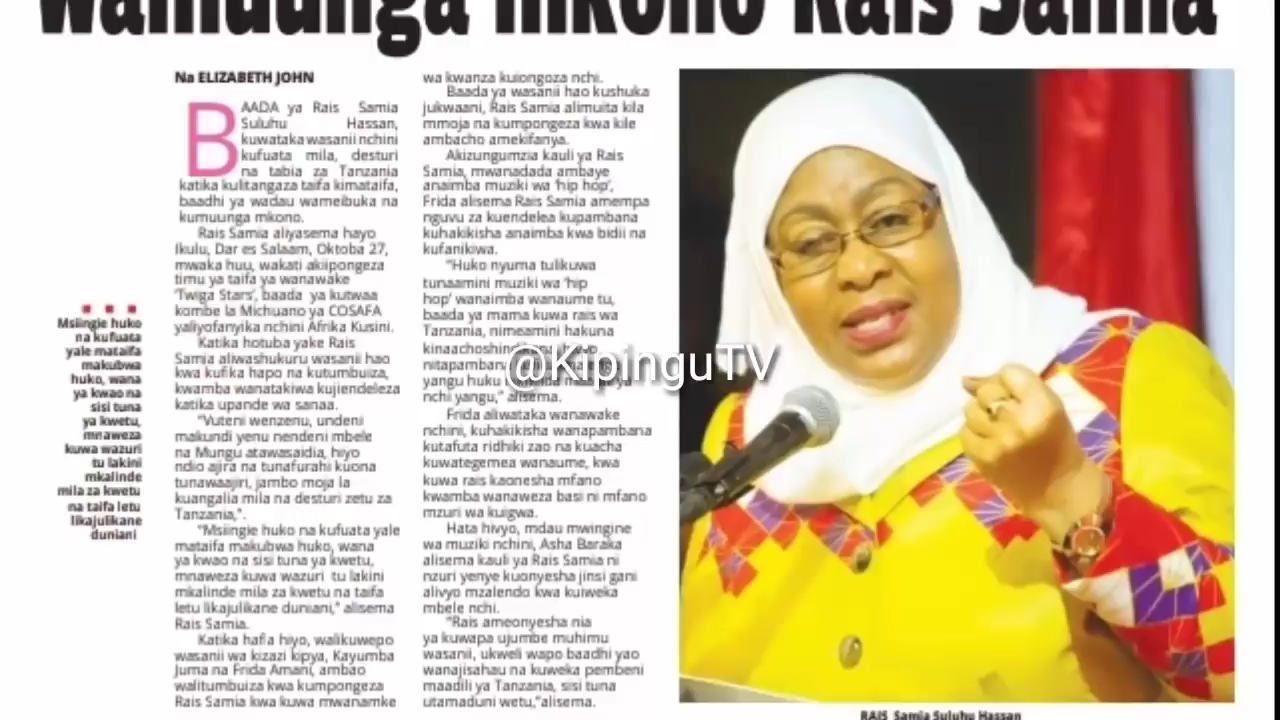 Wamuunga mkono Rais Samia
Na ELIZABETH JOHN
BAADA ya Rais Samia
Suluhu Hassan,
kuwataka wasanii nchini
kufuata mila, desturi
na tabia za Tanzania
katika kulitangaza taifa kimataifa,
baadhi ya wadau wameibuka na
kumuunga mkono.
Rais Samia aliyasema hayo
Ikulu, Dar es Salaam, Oktoba 27,
mwaka huu, wakati akiipongeza
timu ya taifa ya wanawake
‘Twiga Stars’, baada ya kutwaa
kombe la Michuano ya COSAFA
yaliyofanyika nchini Afrika Kusini.
Katika hotuba yake Rais
Samia aliwashukuru wasanii hao
kwa kufika hapo na kutumbuiza,
kwamba wanatakiwa kujiendeleza
katika upande wa sanaa.
“Vuteni wenzenu, undeni
makundi yenu nendeni mbele
na Mungu atawasaidia, hiyo
ndio ajira na tunafurahi kuona
tunawaajiri, jambo moja la
kuangalia mila na desturi zetu za
Tanzania,”.
“Msiingie huko na kufuata yale
mataifa makubwa huko, wana
ya kwao na sisi tuna ya kwetu,
mnaweza kuwa wazuri tu lakini
mkalinde mila za kwetu na taifa
letu likajulikane duniani,” alisema
Rais Samia.
Katika hafla hiyo, walikuwepo
wasanii wa kizazi kipya, Kayumba
Juma na Frida Amani, ambao
walitumbuiza kwa kumpongeza
Rais Samia kwa kuwa mwanamke
wa kwanza kuiongoza nchi.
Baada ya wasanii hao kushuka
jukwaani, Rais Samia alimuita kila
mmoja na kumpongeza kwa kile
ambacho amekifanya.
Akizungumzia kauli ya Rais
Samia, mwanadada ambaye
anaimba muziki wa ‘hip hop’,
Frida alisema Rais Samia amempa
nguvu za kuendelea kupambana
kuhakikisha anaimba kwa bidii na
kufanikiwa.
“Huko nyuma tulikuwa
tunaamini muziki wa ‘hip
hop’ wanaimba wanaume tu,
baada ya mama kuwa rais wa
Tanzania, nimeamini hakuna
kinaachoshind
nitapamban
yangu huku
nchi yangu,” alisema.
Frida aliwataka wanawake
nchini, kuhakikisha wanapambana
kutafuta ridhiki zao na kuacha
kuwategemea wanaume, kwa
kuwa rais kaonesha mfano
kwamba wanaweza basi ni mfano
mzuri wa kuigwa.
Hata hivyo, mdau mwingine
wa muziki nchini, Asha Baraka
alisema kauli ya Rais Samia ni
nzuri yenye kuonyesha jinsi gani
alivyo mzalendo kwa kuiweka
mbele nchi.
“Rais ameonyesha nia
ya kuwapa ujumbe muhimu
wasanii, ukweli wapo baadhi yao
wanajisahau na kuweka pembeni
maadili ya Tanzania, sisi tuna
utamaduni wetu,”alisema.
Msiingie huko
na kufuata
yale mataifa
makubwa
huko, wana
ya kwao na
sisi tuna
ya kwetu,
mnaweza
kuwa wazuri
tu lakini
mkalinde
mila za kwetu
na taifa letu
likajulikane
duniani
@KipinguTV
RAIS Samia Suluhu Hassan